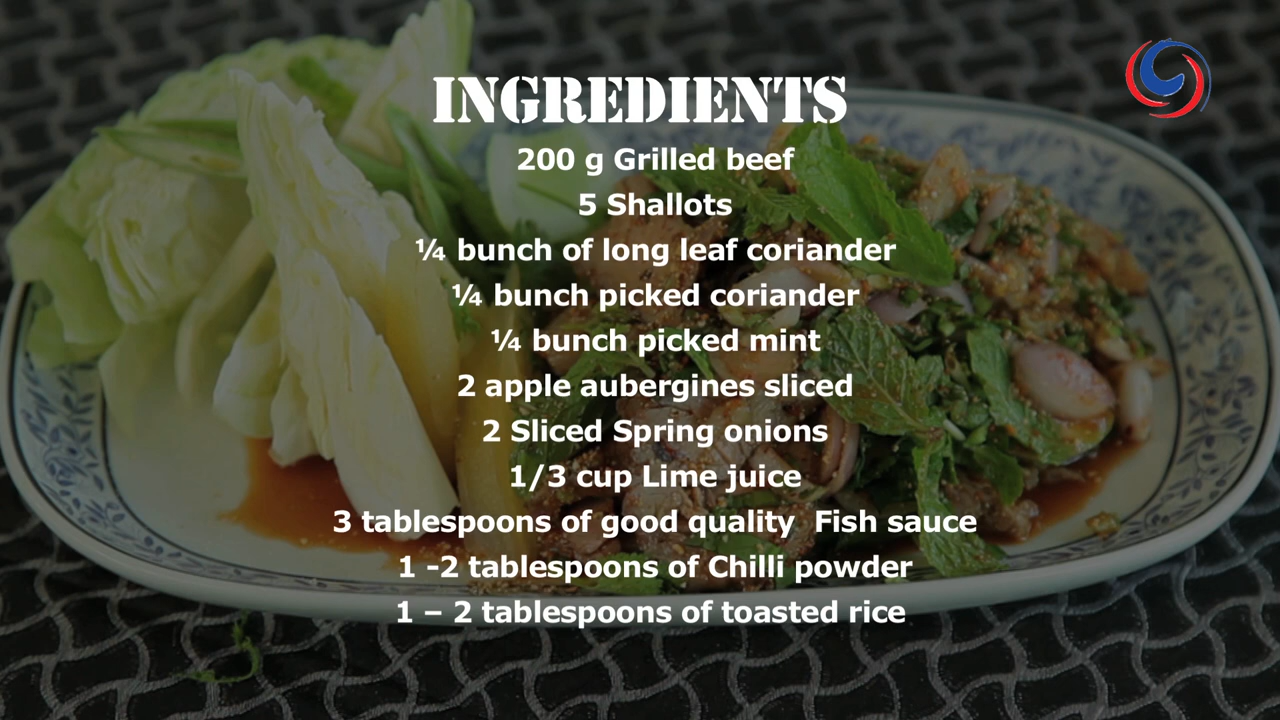 INGREDIENTS
200 g Grilled beef
5 Shallots
¼ bunch of long leaf coriander
¼ bunch picked coriander
¼ bunch picked mint
2 apple aubergines sliced
2 Sliced Spring onions
1/3 cup Lime juice
3 tablespoons of good quality  Fish sauce
1 -2 tablespoons of Chilli powder
1 – 2 tablespoons of toasted rice